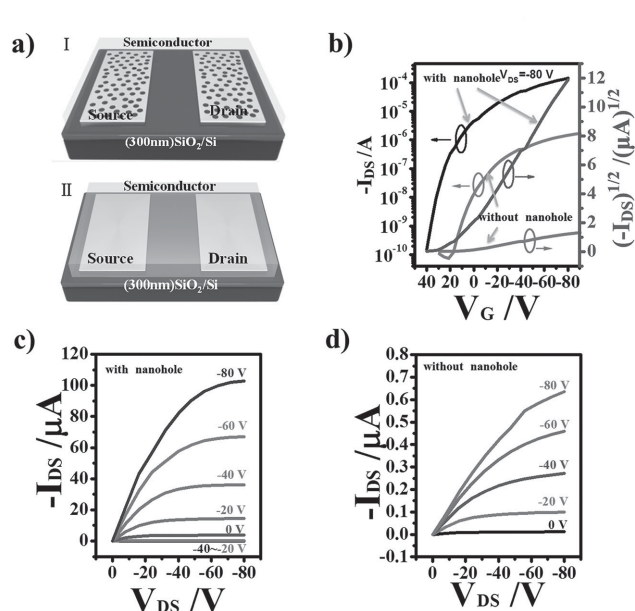 a)
I
Semiconductor
Source
Drain
(300nm)SiO2/Si
II
Semiconductor
Source
Drain
(300nm)SiO2/Si
b)
with nanohole VDS=-80 V
without nanohole
-IDS/A
10-4
10-5
10-6
10-7
10-8
10-9
10-10
40 20 0 -20 -40 -60 -80
VG /V
12
10
8
6
4
2
0
(-IDS)1/2/(μA)1/2
c)
with nanohole
-80 V
-60 V
-40 V
-20 V
0 V
-40~-20 V
-IDS /μA
120
100
80
60
40
20
0
0 -20 -40 -60 -80
VDS /V
d)
without nanohole
-80 V
-60 V
-40 V
-20 V
0 V
-IDS /μA
0.8
0.7
0.6
0.5
0.4
0.3
0.2
0.1
0.0
-0.1
0 -20 -40 -60 -80
VDS /V